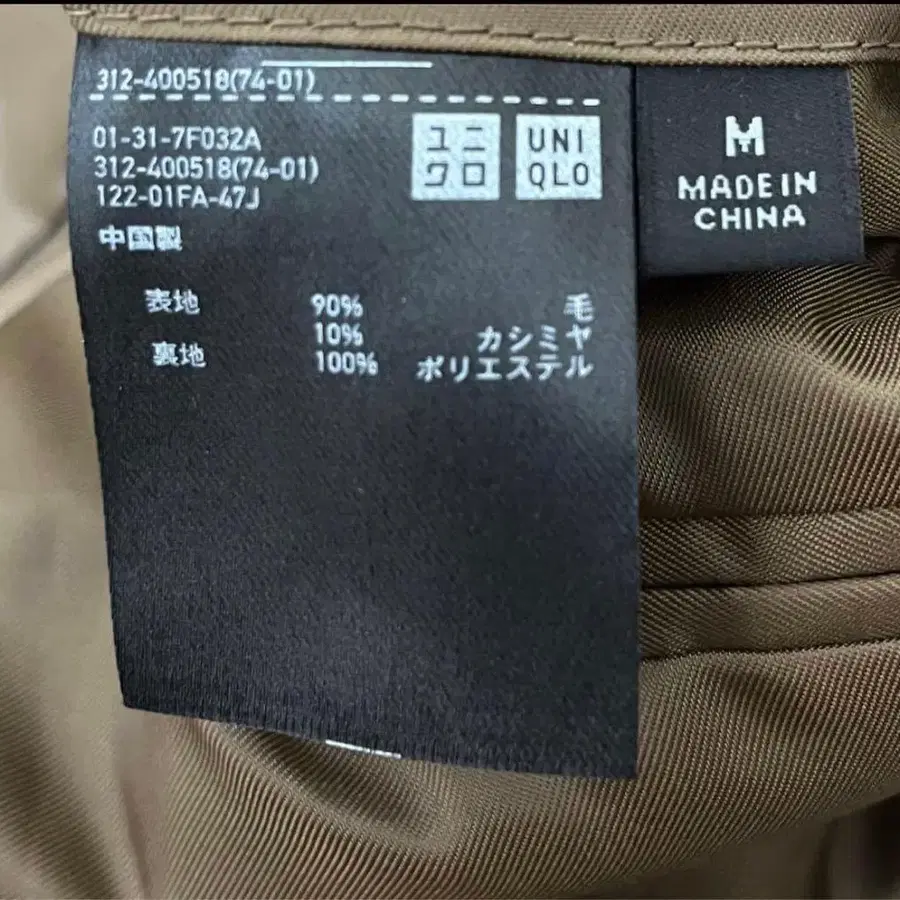 312-400518(74-01)
01-31-7F032A
312-400518(74-01)
122-01FA-47J
ユニクロ
UNIQLO
M
MADE IN
CHINA
中国製
表地 90% 毛
10% カシミヤ
裏地 100% ポリエステル